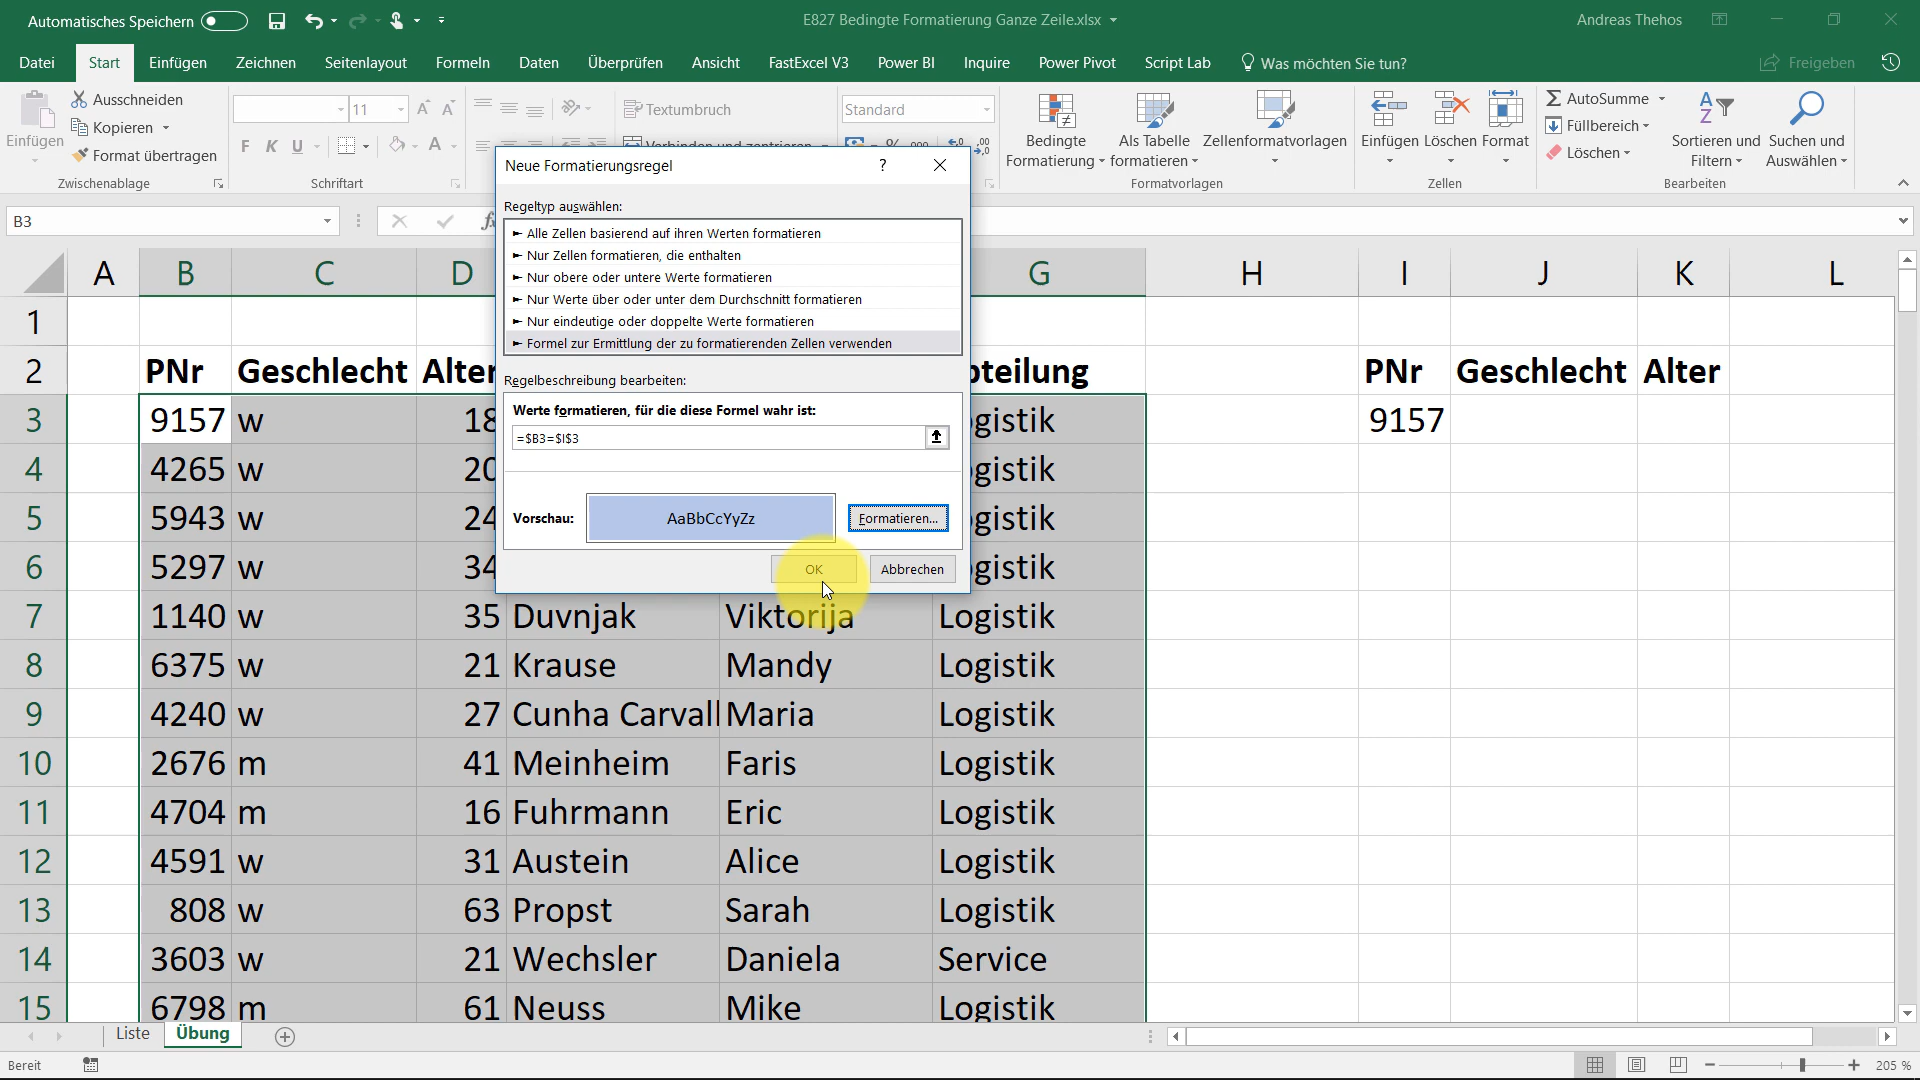 Automatisches Speichern
E827 Bedingte Formatierung Ganze Zeile.xlsx
Andreas Thehos
Datei Start Einfügen Zeichnen Seitenlayout Formeln Daten Überprüfen Ansicht FastExcel V3 Power BI Inquire Power Pivot Script Lab Was möchten Sie tun? Freigeben
Einfügen
Ausschneiden
Kopieren
Format übertragen
Zwischenablage
11
F K U
Schriftart
Textumbruch
Verbinden und zentrieren
Standard
Bedingte Formatierung
Als Tabelle formatieren
Zellenformatvorlagen
Formatvorlagen
Einfügen Löschen Format
Zellen
AutoSumme
Füllbereich
Löschen
Sortieren und Filtern
Suchen und Auswählen
Bearbeiten
B3
Neue Formatierungsregel ?
Regeltyp auswählen:
► Alle Zellen basierend auf ihren Werten formatieren
► Nur Zellen formatieren, die enthalten
► Nur obere oder untere Werte formatieren
► Nur Werte über oder unter dem Durchschnitt formatieren
► Nur eindeutige oder doppelte Werte formatieren
► Formel zur Ermittlung der zu formatierenden Zellen verwenden
Regelbeschreibung bearbeiten:
Werte formatieren, für die diese Formel wahr ist:
=$B3=$I$3
Vorschau: AaBbCcYyZz Formatieren...
OK Abbrechen
A B C D G H I J K L
1
2 PNr Geschlecht Alter bteilung PNr Geschlecht Alter
3 9157 w 18 gistik 9157
4 4265 w 20 gistik
5 5943 w 24 gistik
6 5297 w 34 gistik
7 1140 w 35 Duvnjak Viktorija Logistik
8 6375 w 21 Krause Mandy Logistik
9 4240 w 27 Cunha Carvall Maria Logistik
10 2676 m 41 Meinheim Faris Logistik
11 4704 m 16 Fuhrmann Eric Logistik
12 4591 w 31 Austein Alice Logistik
13 808 w 63 Propst Sarah Logistik
14 3603 w 21 Wechsler Daniela Service
15 6798 m 61 Neuss Mike Logistik
Liste Übung
Bereit
205 %